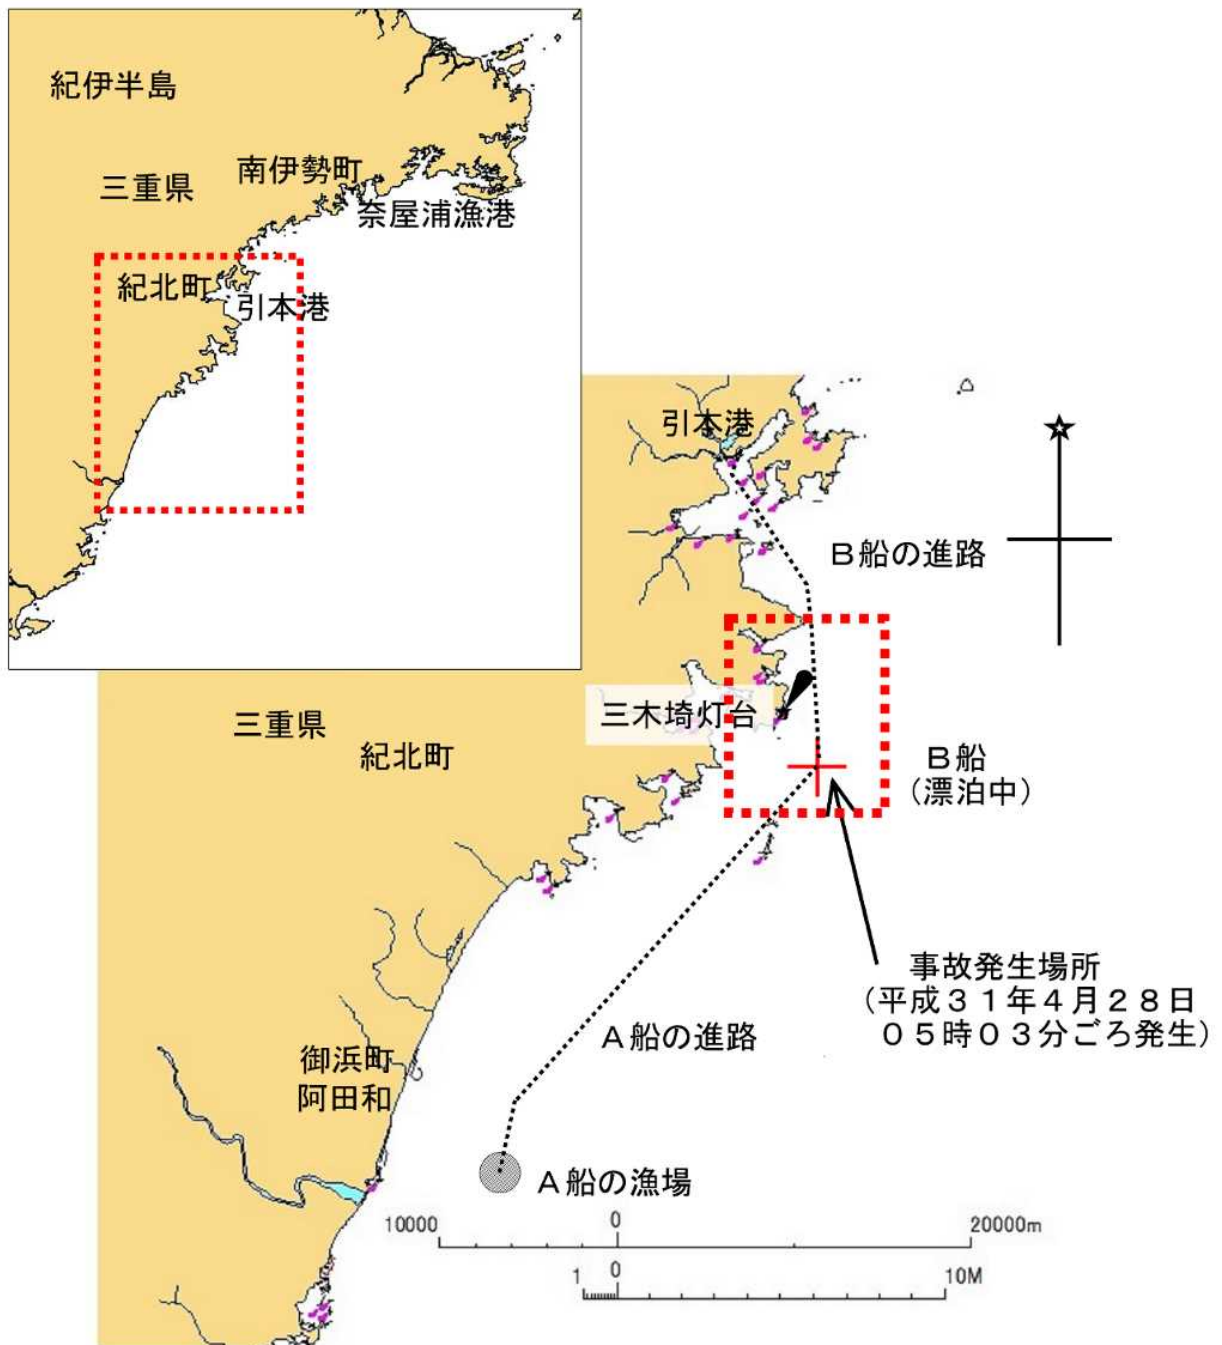 紀伊半島
南伊勢町
三重県
奈屋浦漁港
紀北町
引本港
引本港
B船の進路
三木埼灯台
三重県
紀北町
B船
(漂泊中)
事故発生場所
(平成31年4月28日
05時03分ごろ発生)
A船の進路
御浜町
阿田和
A船の漁場
10000 0 20000m
1 0 10M